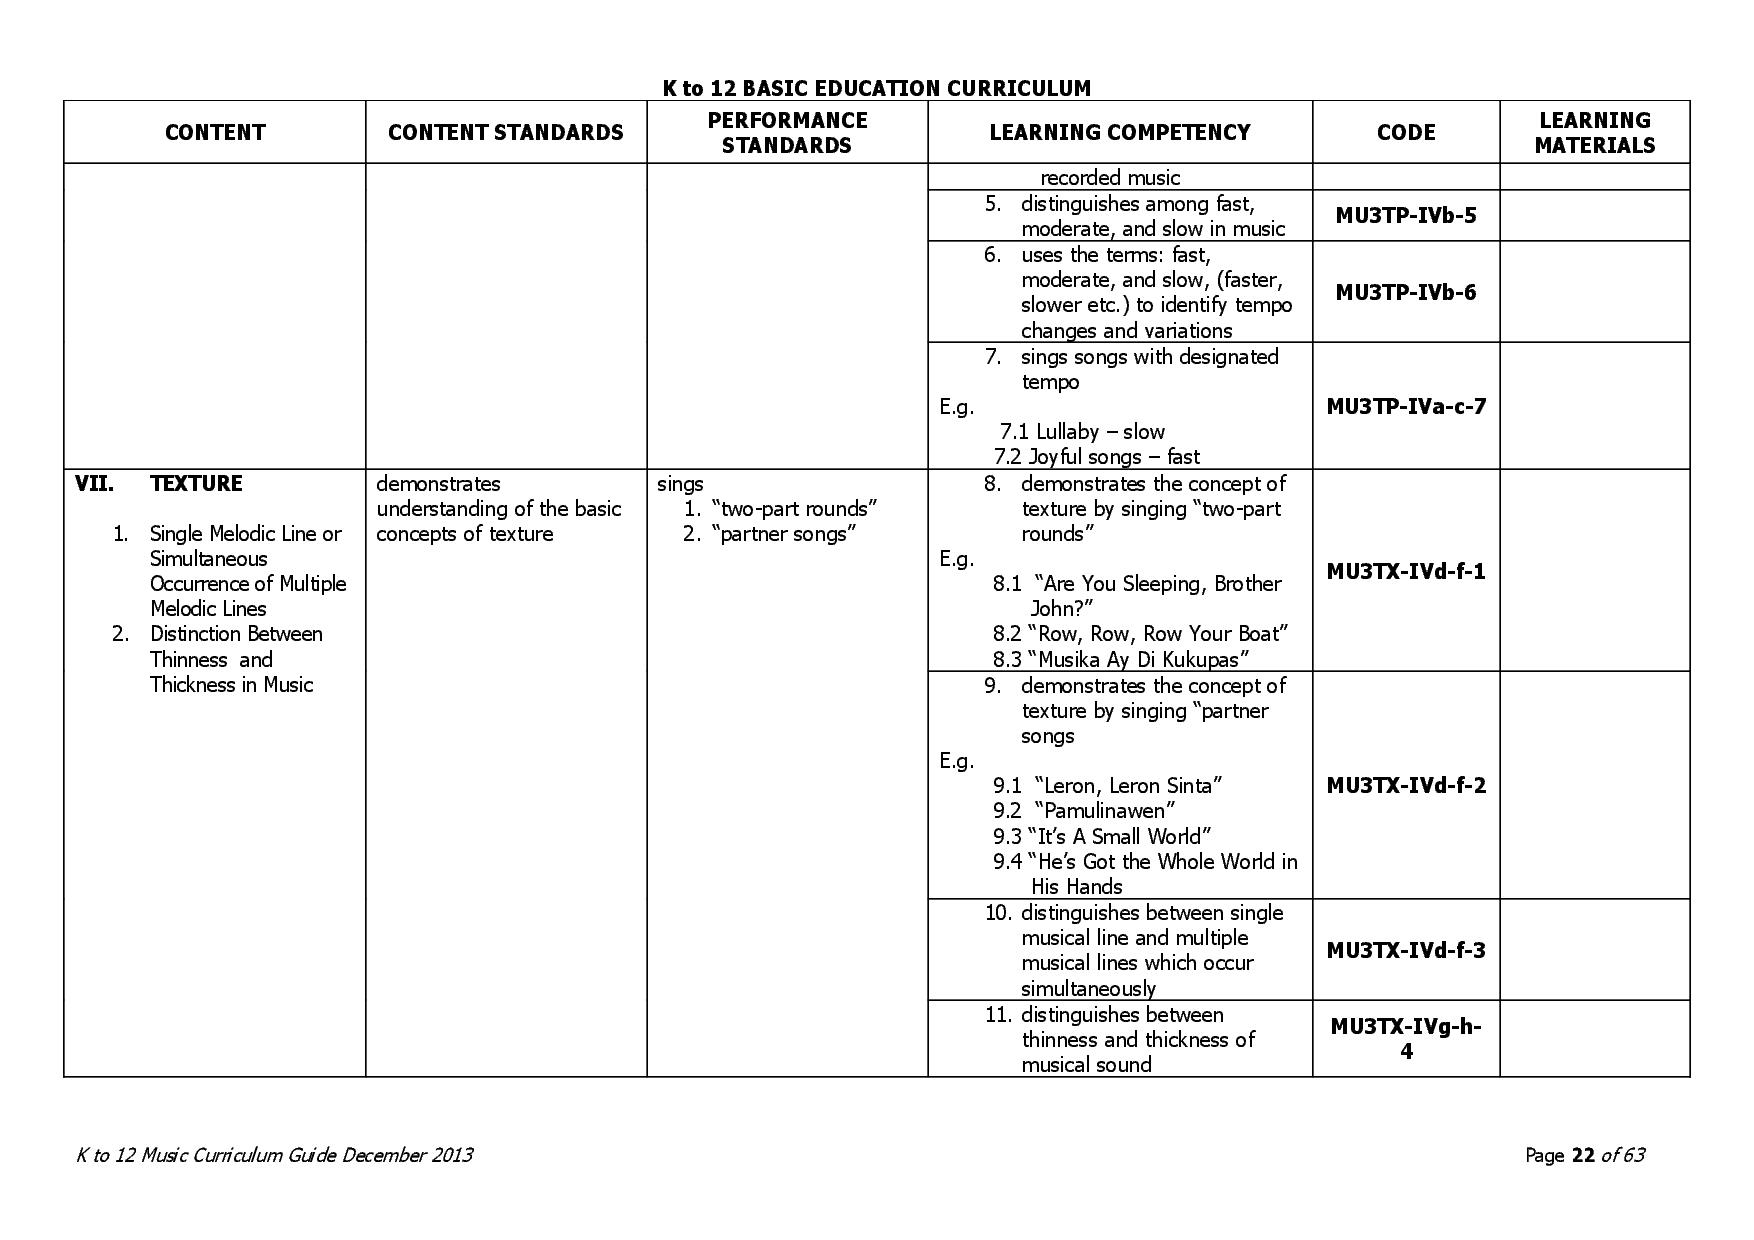 K to 12 BASIC EDUCATION CURRICULUM
CONTENT
CONTENT STANDARDS
PERFORMANCE
STANDARDS
LEARNING COMPETENCY
CODE
LEARNING
MATERIALS
recorded music
5. distinguishes among fast,
moderate, and slow in music
MU3TP-IVb-5
6. uses the terms: fast,
moderate, and slow, (faster,
slower etc.) to identify tempo
changes and variations
MU3TP-IVb-6
7. sings songs with designated
tempo
E.g.
7.1 Lullaby – slow
7.2 Joyful songs – fast
MU3TP-IVa-c-7
VII. TEXTURE
1. Single Melodic Line or
Simultaneous
Occurrence of Multiple
Melodic Lines
2. Distinction Between
Thinness and
Thickness in Music
demonstrates
understanding of the basic
concepts of texture
sings
1. “two-part rounds”
2. “partner songs”
8. demonstrates the concept of
texture by singing “two-part
rounds”
E.g.
8.1 “Are You Sleeping, Brother
John?”
8.2 “Row, Row, Row Your Boat”
8.3 “Musika Ay Di Kukupas”
MU3TX-IVd-f-1
9. demonstrates the concept of
texture by singing “partner
songs
E.g.
9.1 “Leron, Leron Sinta”
9.2 “Pamulinawen”
9.3 “It’s A Small World”
9.4 “He’s Got the Whole World in
His Hands
MU3TX-IVd-f-2
10. distinguishes between single
musical line and multiple
musical lines which occur
simultaneously
MU3TX-IVd-f-3
11. distinguishes between
thinness and thickness of
musical sound
MU3TX-IVg-h-
4
K to 12 Music Curriculum Guide December 2013
Page 22 of 63